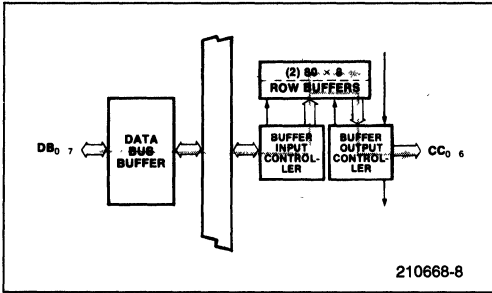 (2) 80 × 8
ROW BUFFERS
DB0 7
DATA
BUS
BUFFER
BUFFER
INPUT
CONTROL-
LER
BUFFER
OUTPUT
CONTROL-
LER
CC0 6
210668-8